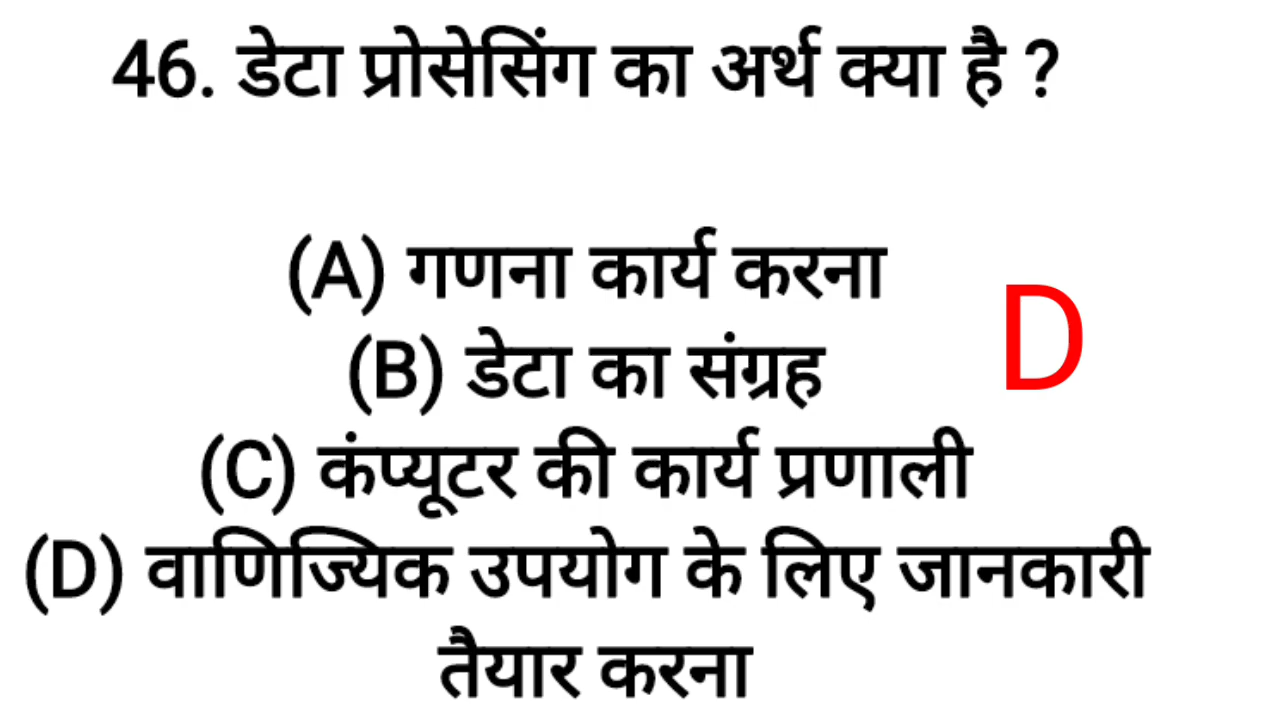 46. डेटा प्रोसेसिंग का अर्थ क्या है ?
(A) गणना कार्य करना
(B) डेटा का संग्रह
(C) कंप्यूटर की कार्य प्रणाली
(D) वाणिज्यिक उपयोग के लिए जानकारी
तैयार करना
D